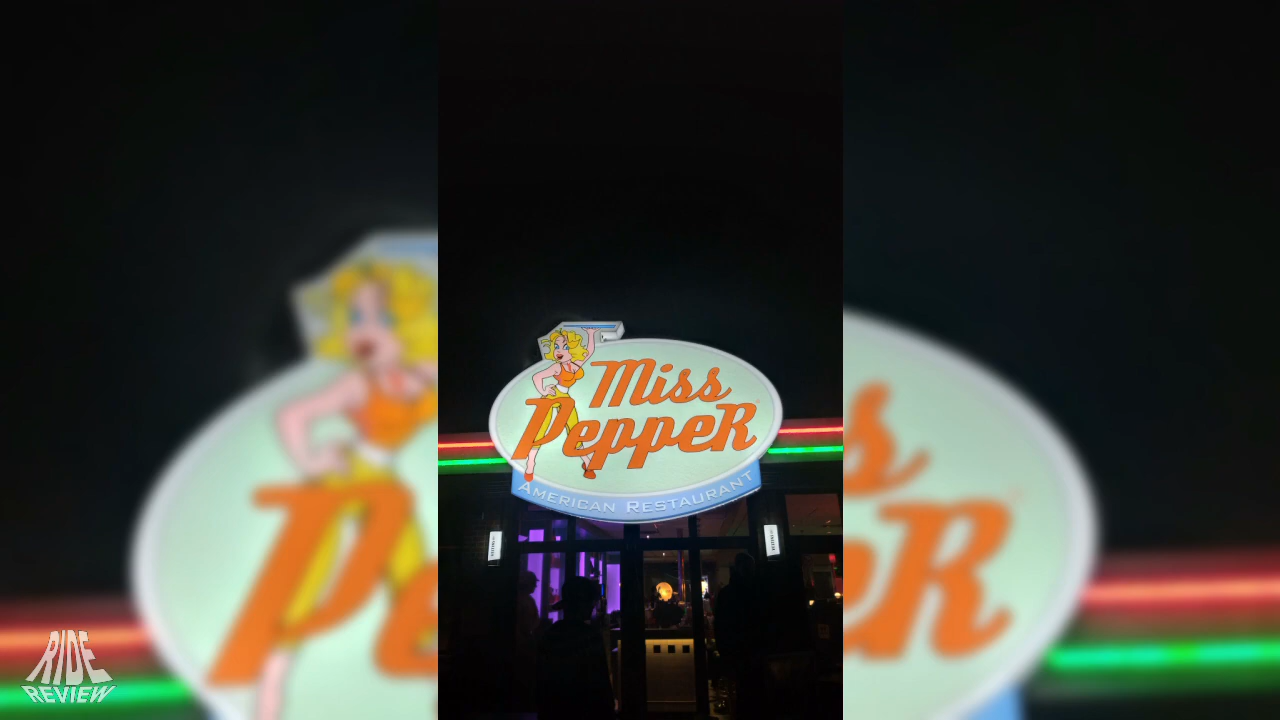 Miss
PeppeR
AMERICAN RESTAURANT
RIDE
REVIEW